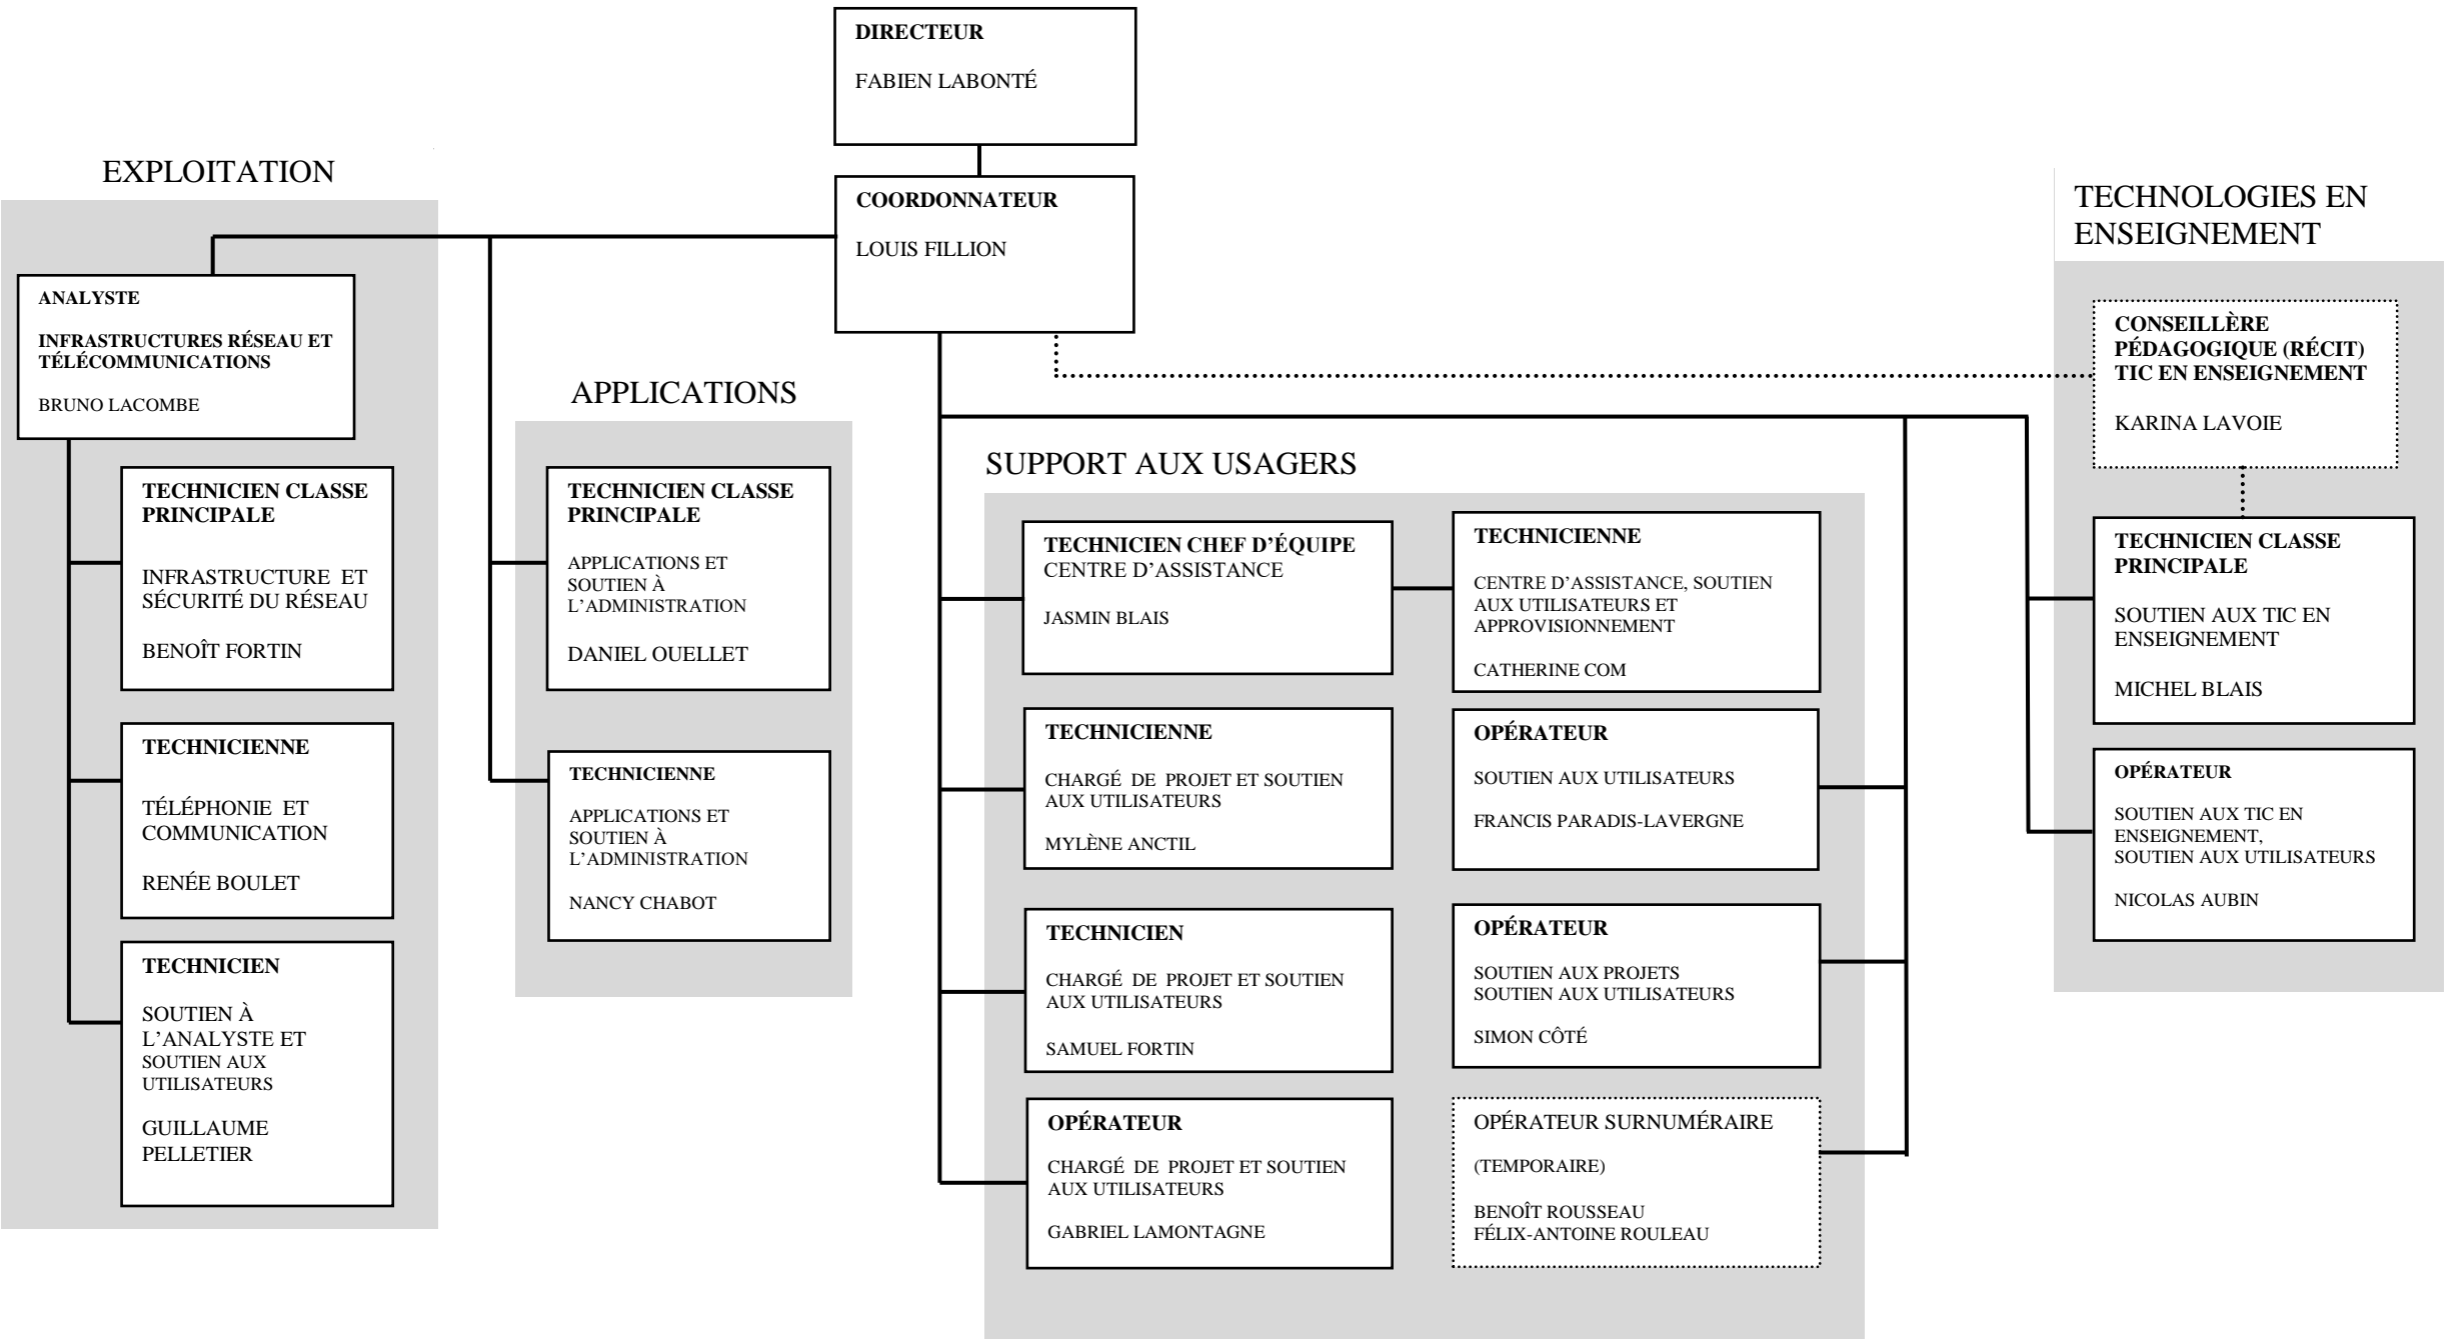 DIRECTEUR
FABIEN LABONTÉ
COORDONNATEUR
LOUIS FILLION
EXPLOITATION
ANALYSTE
INFRASTRUCTURES RÉSEAU ET
TÉLÉCOMMUNICATIONS
BRUNO LACOMBE
TECHNICIEN CLASSE
PRINCIPALE
INFRASTRUCTURE ET
SÉCURITÉ DU RÉSEAU
BENOÎT FORTIN
TECHNICIENNE
TÉLÉPHONIE ET
COMMUNICATION
RENÉE BOULET
TECHNICIEN
SOUTIEN À
L’ANALYSTE ET
SOUTIEN AUX
UTILISATEURS
GUILLAUME
PELLETIER
APPLICATIONS
TECHNICIEN CLASSE
PRINCIPALE
APPLICATIONS ET
SOUTIEN À
L’ADMINISTRATION
DANIEL OUELLET
TECHNICIENNE
APPLICATIONS ET
SOUTIEN À
L’ADMINISTRATION
NANCY CHABOT
SUPPORT AUX USAGERS
TECHNICIEN CHEF D’ÉQUIPE
CENTRE D’ASSISTANCE
JASMIN BLAIS
TECHNICIENNE
CHARGÉ DE PROJET ET SOUTIEN
AUX UTILISATEURS
MYLÈNE ANCTIL
TECHNICIEN
CHARGÉ DE PROJET ET SOUTIEN
AUX UTILISATEURS
SAMUEL FORTIN
OPÉRATEUR
CHARGÉ DE PROJET ET SOUTIEN
AUX UTILISATEURS
GABRIEL LAMONTAGNE
TECHNICIENNE
CENTRE D’ASSISTANCE, SOUTIEN
AUX UTILISATEURS ET
APPROVISIONNEMENT
CATHERINE COM
OPÉRATEUR
SOUTIEN AUX UTILISATEURS
FRANCIS PARADIS-LAVERGNE
OPÉRATEUR
SOUTIEN AUX PROJETS
SOUTIEN AUX UTILISATEURS
SIMON CÔTÉ
OPÉRATEUR SURNUMÉRAIRE
(TEMPORAIRE)
BENOÎT ROUSSEAU
FÉLIX-ANTOINE ROULEAU
TECHNOLOGIES EN
ENSEIGNEMENT
CONSEILLÈRE
PÉDAGOGIQUE (RÉCIT)
TIC EN ENSEIGNEMENT
KARINA LAVOIE
TECHNICIEN CLASSE
PRINCIPALE
SOUTIEN AUX TIC EN
ENSEIGNEMENT
MICHEL BLAIS
OPÉRATEUR
SOUTIEN AUX TIC EN
ENSEIGNEMENT,
SOUTIEN AUX UTILISATEURS
NICOLAS AUBIN